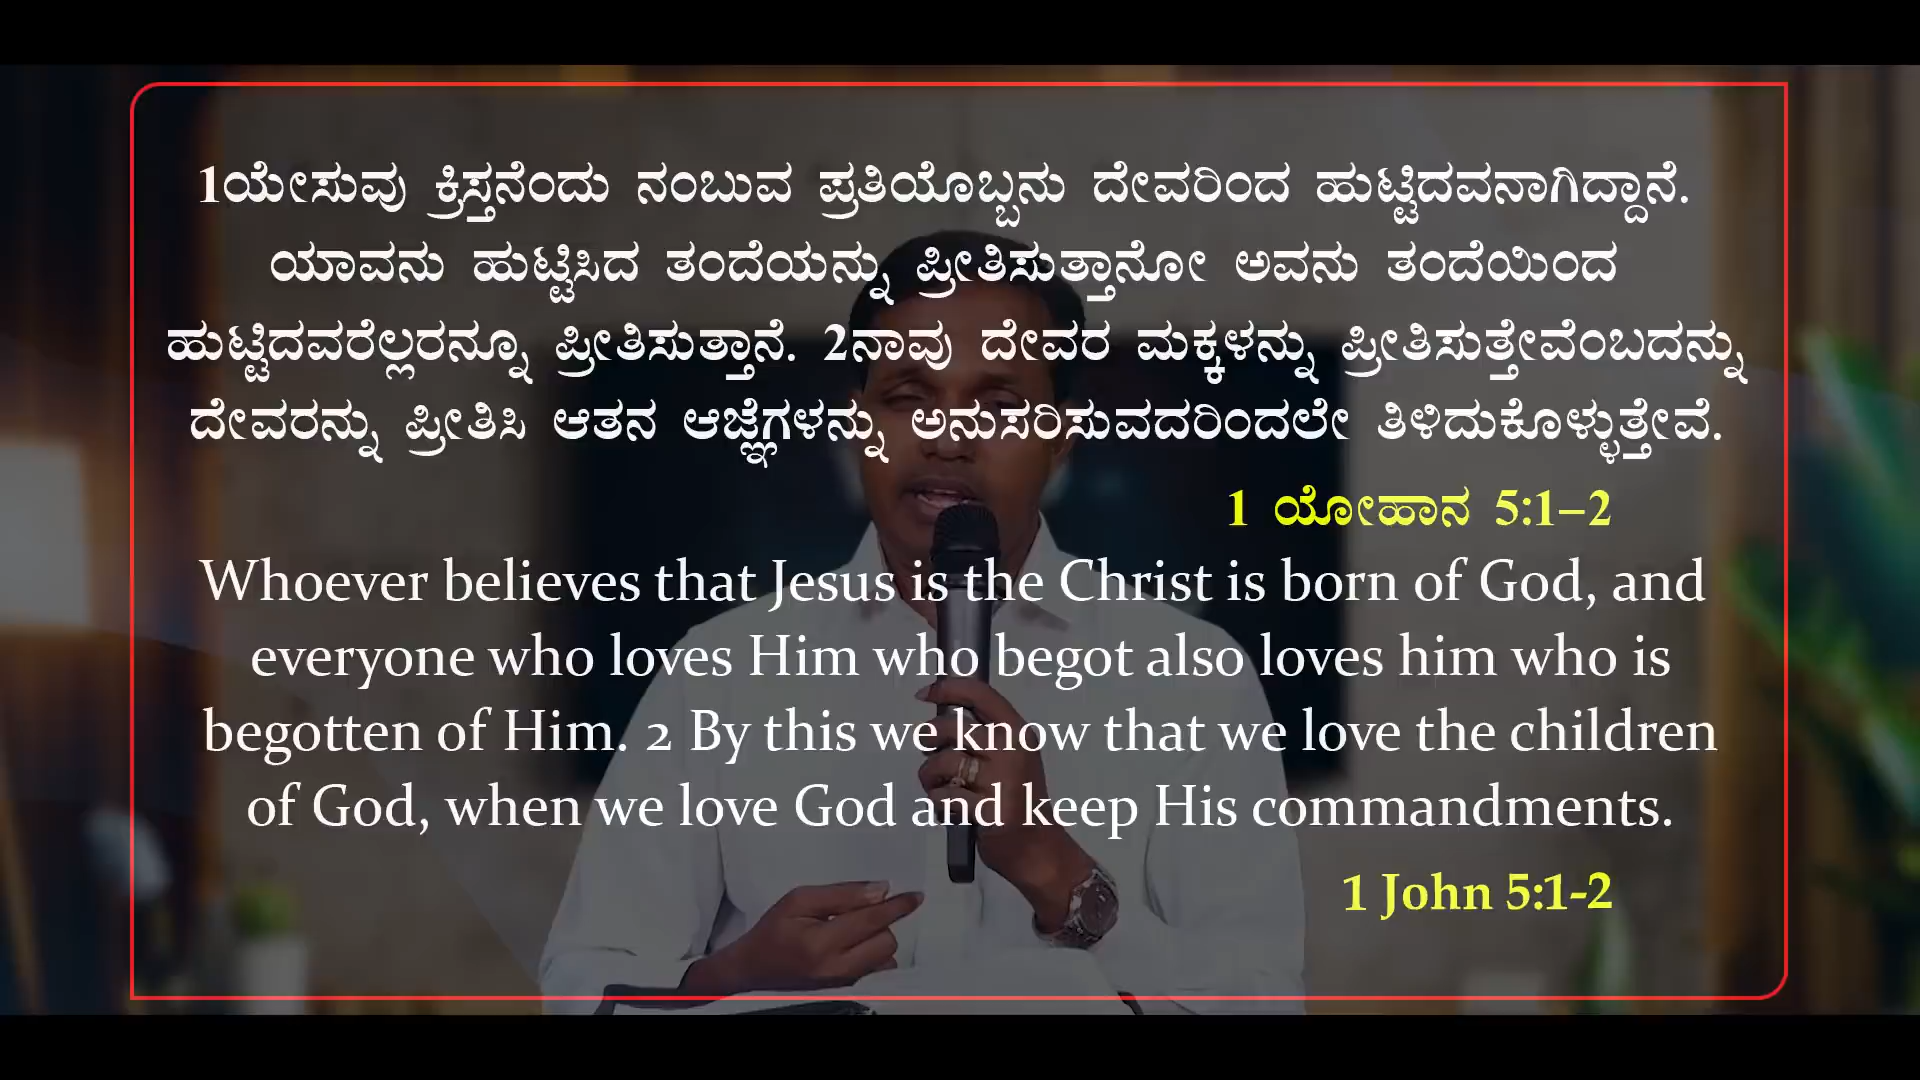 1ಯೇಸುವು ಕ್ರಿಸ್ತನೆಂದು ನಂಬುವ ಪ್ರತಿಯೊಬ್ಬನು ದೇವರಿಂದ ಹುಟ್ಟಿದವನಾಗಿದ್ದಾನೆ.
ಯಾವನು ಹುಟ್ಟಿಸಿದ ತಂದೆಯನ್ನು ಪ್ರೀತಿಸುತ್ತಾನೋ ಅವನು ತಂದೆಯಿಂದ
ಹುಟ್ಟಿದವರೆಲ್ಲರನ್ನೂ ಪ್ರೀತಿಸುತ್ತಾನೆ. 2ನಾವು ದೇವರ ಮಕ್ಕಳನ್ನು ಪ್ರೀತಿಸುತ್ತೇವೆಂಬದನ್ನು
ದೇವರನ್ನು ಪ್ರೀತಿಸಿ ಆತನ ಆಜ್ಞೆಗಳನ್ನು ಅನುಸರಿಸುವದರಿಂದಲೇ ತಿಳಿದುಕೊಳ್ಳುತ್ತೇವೆ.
1 ಯೋಹಾನ 5:1–2
Whoever believes that Jesus is the Christ is born of God, and
everyone who loves Him who begot also loves him who is
begotten of Him. 2 By this we know that we love the children
of God, when we love God and keep His commandments.
1 John 5:1-2